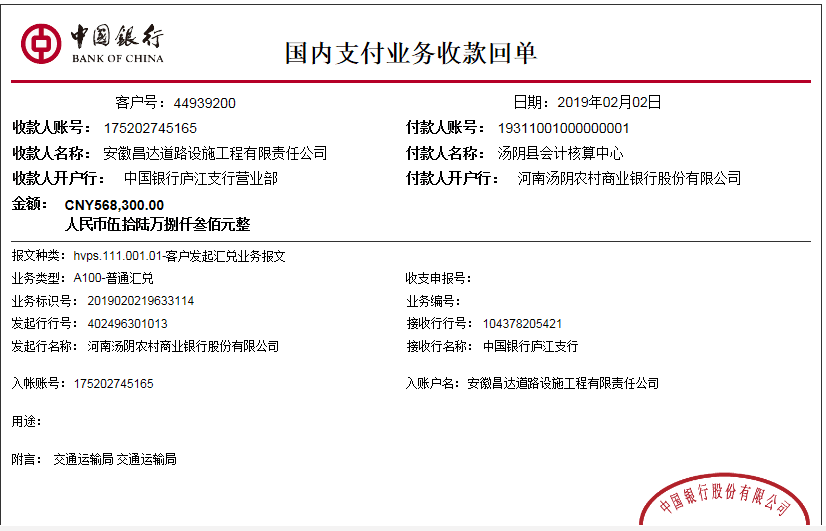 中国银行
BANK OF CHINA
国内支付业务收款回单
客户号：44939200 日期：2019年02月02日
收款人账号：175202745165 付款人账号：19311001000000001
收款人名称：安徽昌达道路设施工程有限责任公司 付款人名称：汤阴县会计核算中心
收款人开户行：中国银行庐江支行营业部 付款人开户行：河南汤阴农村商业银行股份有限公司
金额：CNY568,300.00
人民币伍拾陆万捌仟叁佰元整
报文种类：hvps.111.001.01-客户发起汇兑业务报文
业务类型：A100-普通汇兑 收支申报号：
业务标识号：2019020219633114 业务编号：
发起行行号：402496301013 接收行行号：104378205421
发起行名称：河南汤阴农村商业银行股份有限公司 接收行名称：中国银行庐江支行
入帐账号：175202745165 入账户名：安徽昌达道路设施工程有限责任公司
用途：
附言：交通运输局 交通运输局
中国银行股份有限公司